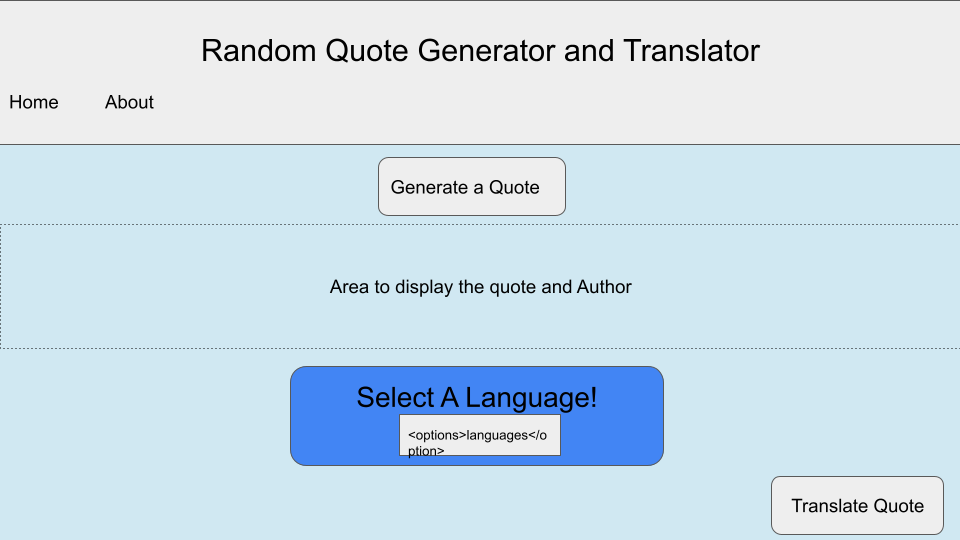 Random Quote Generator and Translator
Home About
Generate a Quote
Area to display the quote and Author
Select A Language!
<options>languages</o
ption>
Translate Quote